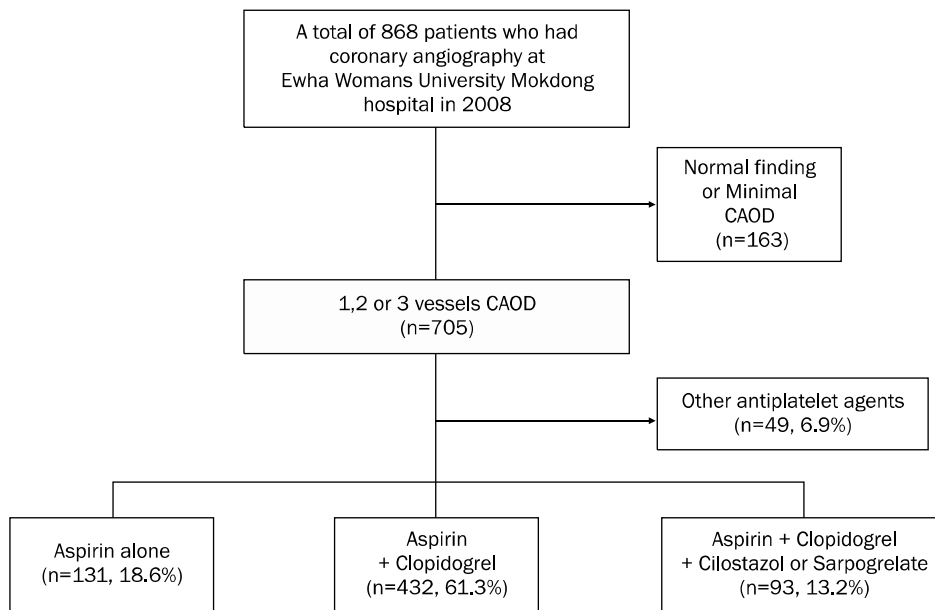 A total of 868 patients who had
coronary angiography at
Ewha Womans University Mokdong
hospital in 2008
Normal finding
or Minimal
CAOD
(n=163)
1,2 or 3 vessels CAOD
(n=705)
Other antiplatelet agents
(n=49, 6.9%)
Aspirin alone
(n=131, 18.6%)
Aspirin
+ Clopidogrel
(n=432, 61.3%)
Aspirin + Clopidogrel
+ Cilostazol or Sarpogrelate
(n=93, 13.2%)